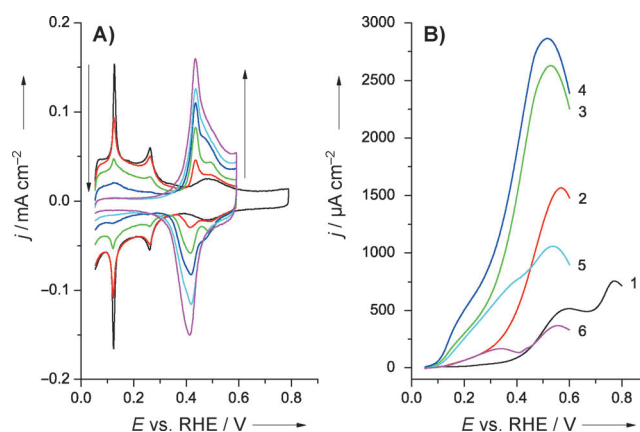 A)
j / mA cm–2
0.2
0.1
0.0
–0.1
–0.2
0.0 0.2 0.4 0.6 0.8
E vs. RHE / V
B)
j / μA cm–2
3000
2500
2000
1500
1000
500
0
0.0 0.2 0.4 0.6 0.8
E vs. RHE / V
4
3
2
5
1
6